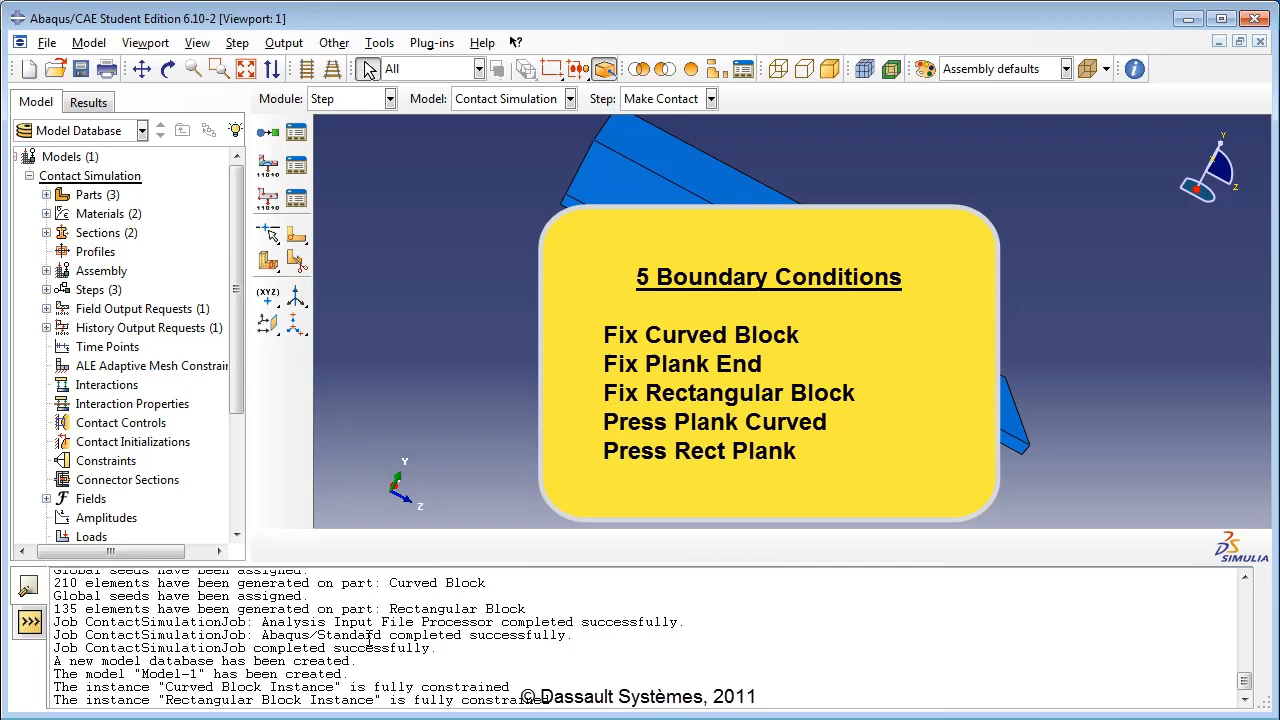 Abaqus/CAE Student Edition 6.10-2 [Viewport: 1]
File Model Viewport View Step Output Other Tools Plug-ins Help
All
Assembly defaults
Model Results
Module: Step Model: Contact Simulation Step: Make Contact
Model Database
Models (1)
Contact Simulation
Parts (3)
Materials (2)
Sections (2)
Profiles
Assembly
Steps (3)
Field Output Requests (1)
History Output Requests (1)
Time Points
ALE Adaptive Mesh Constrain
Interactions
Interaction Properties
Contact Controls
Contact Initializations
Constraints
Connector Sections
Fields
Amplitudes
Loads
(XYZ)
Y
X
Z
5 Boundary Conditions
Fix Curved Block
Fix Plank End
Fix Rectangular Block
Press Plank Curved
Press Rect Plank
Y
Z
SIMULIA
Global seeds have been assigned.
210 elements have been generated on part: Curved Block
Global seeds have been assigned.
135 elements have been generated on part: Rectangular Block
Job ContactSimulationJob: Analysis Input File Processor completed successfully.
Job ContactSimulationJob: Abaqus/Standard completed successfully.
Job ContactSimulationJob completed successfully.
A new model database has been created.
The model "Model-1" has been created.
The instance "Curved Block Instance" is fully constrained
The instance "Rectangular Block Instance" is fully constrained
© Dassault Systèmes, 2011